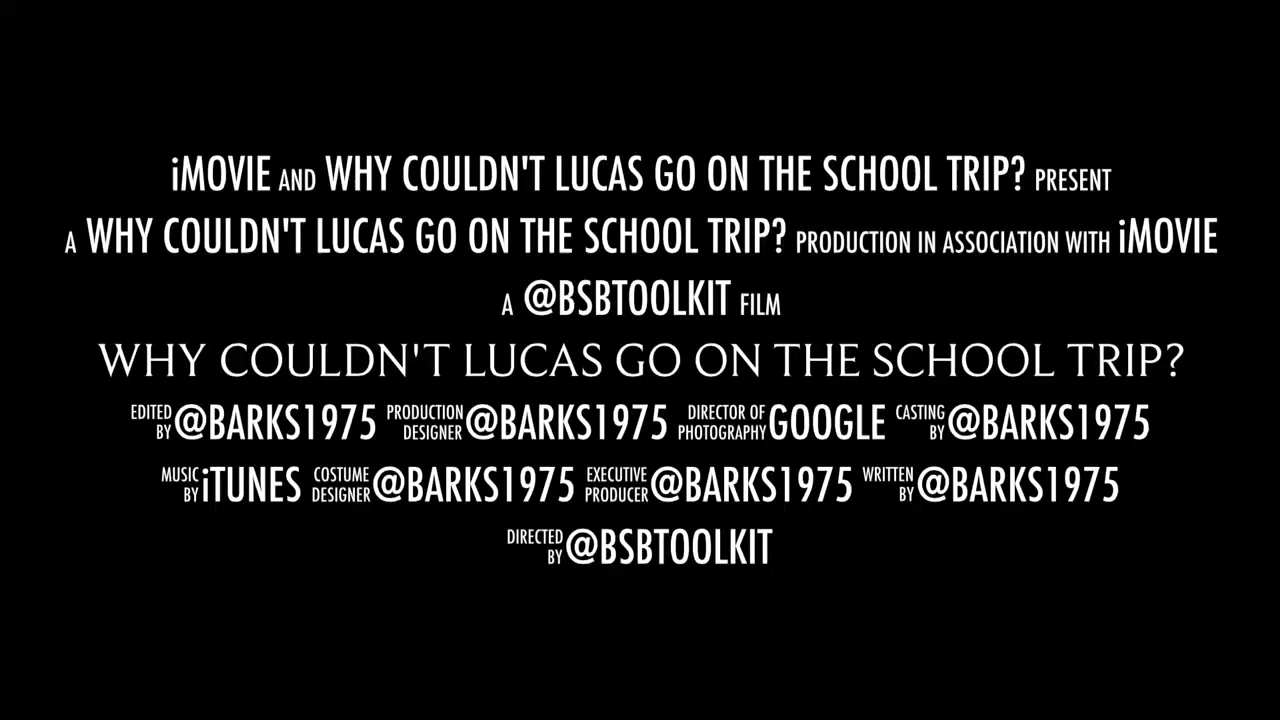 iMOVIE AND WHY COULDN'T LUCAS GO ON THE SCHOOL TRIP? PRESENT
A WHY COULDN'T LUCAS GO ON THE SCHOOL TRIP? PRODUCTION IN ASSOCIATION WITH iMOVIE
A @BSBTOOLKIT FILM
WHY COULDN'T LUCAS GO ON THE SCHOOL TRIP?
EDITED BY @BARKS1975 PRODUCTION DESIGNER @BARKS1975 DIRECTOR OF PHOTOGRAPHY GOOGLE CASTING BY @BARKS1975
MUSIC BY iTUNES COSTUME DESIGNER @BARKS1975 EXECUTIVE PRODUCER @BARKS1975 WRITTEN BY @BARKS1975
DIRECTED BY @BSBTOOLKIT